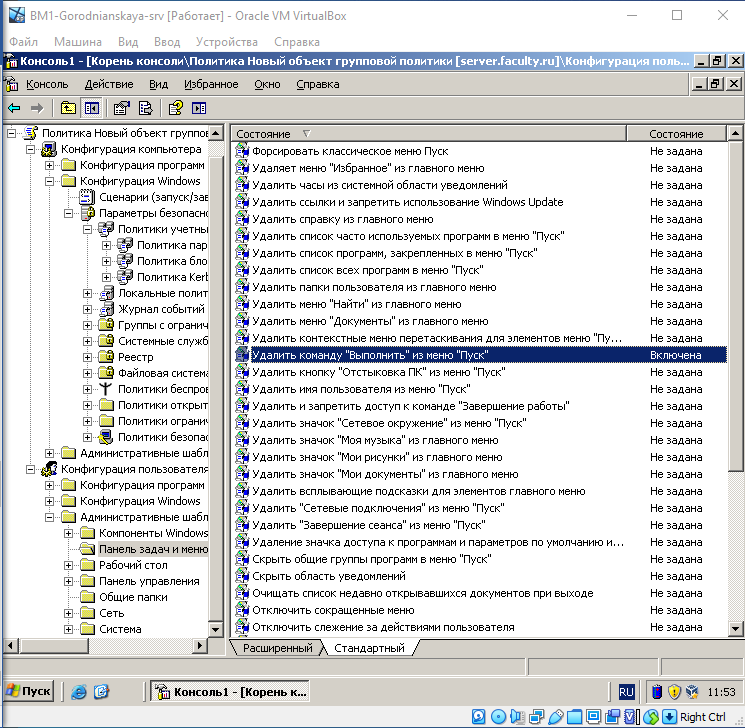 BM1-Gorodnianskaya-srv [Работает] - Oracle VM VirtualBox
Файл Машина Вид Ввод Устройства Справка
Консоль1 - [Корень консоли\Политика Новый объект групповой политики [server.faculty.ru]\Конфигурация поль...
Консоль Действие Вид Избранное Окно Справка
Политика Новый объект группов
Конфигурация компьютера
Конфигурация програм
Конфигурация Windows
Сценарии (запуск/зав
Параметры безопасно
Политики учетны
Политика пар
Политика бло
Политика Kerb
Локальные полит
Журнал событий
Группы с огранич
Системные служб
Реестр
Файловая система
Политики беспров
Политики открыт
Политики ограни
Политики безопас
Административные шабл
Конфигурация пользователя
Конфигурация програм
Конфигурация Windows
Административные шабл
Компоненты Windows
Панель задач и меню
Рабочий стол
Панель управления
Общие папки
Сеть
Система
Состояние Состояние
Форсировать классическое меню Пуск Не задана
Удаляет меню "Избранное" из главного меню Не задана
Удалить часы из системной области уведомлений Не задана
Удалить ссылки и запретить использование Windows Update Не задана
Удалить справку из главного меню Не задана
Удалить список часто используемых программ в меню "Пуск" Не задана
Удалить список программ, закрепленных в меню "Пуск" Не задана
Удалить список всех программ в меню "Пуск" Не задана
Удалить папки пользователя из главного меню Не задана
Удалить меню "Найти" из главного меню Не задана
Удалить меню "Документы" из главного меню Не задана
Удалить контекстные меню перетаскивания для элементов меню "Пу... Не задана
Удалить команду "Выполнить" из меню "Пуск" Включена
Удалить кнопку "Отстыковка ПК" из меню "Пуск" Не задана
Удалить имя пользователя из меню "Пуск" Не задана
Удалить и запретить доступ к команде "Завершение работы" Не задана
Удалить значок "Сетевое окружение" из меню "Пуск" Не задана
Удалить значок "Моя музыка" из главного меню Не задана
Удалить значок "Мои рисунки" из главного меню Не задана
Удалить значок "Мои документы" из главного меню Не задана
Удалить всплывающие подсказки для элементов главного меню Не задана
Удалить "Сетевые подключения" из меню "Пуск" Не задана
Удалить "Завершение сеанса" из меню "Пуск" Не задана
Удаление значка доступа к программам и параметров по умолчанию и... Не задана
Скрыть общие группы программ в меню "Пуск" Не задана
Скрыть область уведомлений Не задана
Очищать список недавно открывавшихся документов при выходе Не задана
Отключить сокращенные меню Не задана
Отключить слежение за действиями пользователя Не задана
Расширенный Стандартный
Пуск Консоль1 - [Корень к... RU 11:53
Right Ctrl